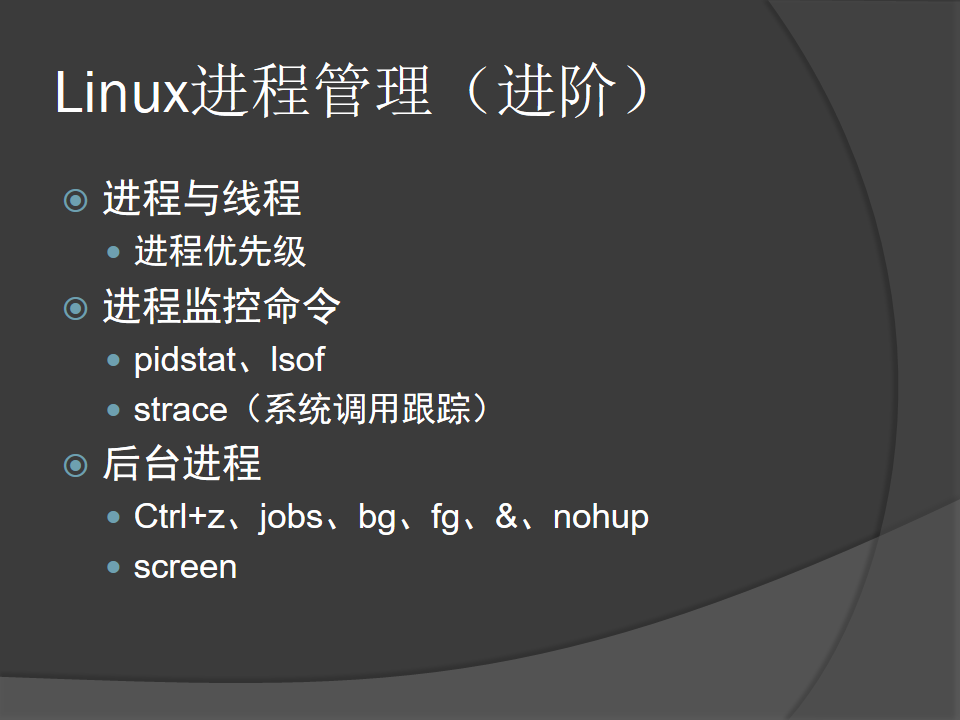 Linux进程管理（进阶）
进程与线程
进程优先级
进程监控命令
pidstat、lsof
strace（系统调用跟踪）
后台进程
Ctrl+z、jobs、bg、fg、&、nohup
screen